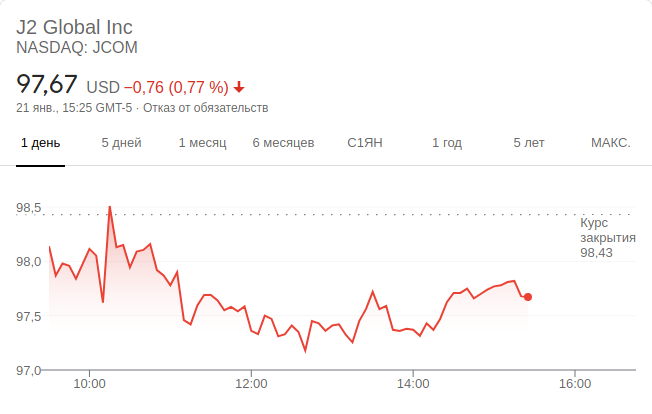 J2 Global Inc
NASDAQ: JCOM
97,67 USD −0,76 (0,77 %)
21 янв., 15:25 GMT-5 · Отказ от обязательств
1 день 5 дней 1 месяц 6 месяцев С1ЯН 1 год 5 лет МАКС.
98,5
Курс
закрытия
98,43
98,0
97,5
97,0
10:00 12:00 14:00 16:00